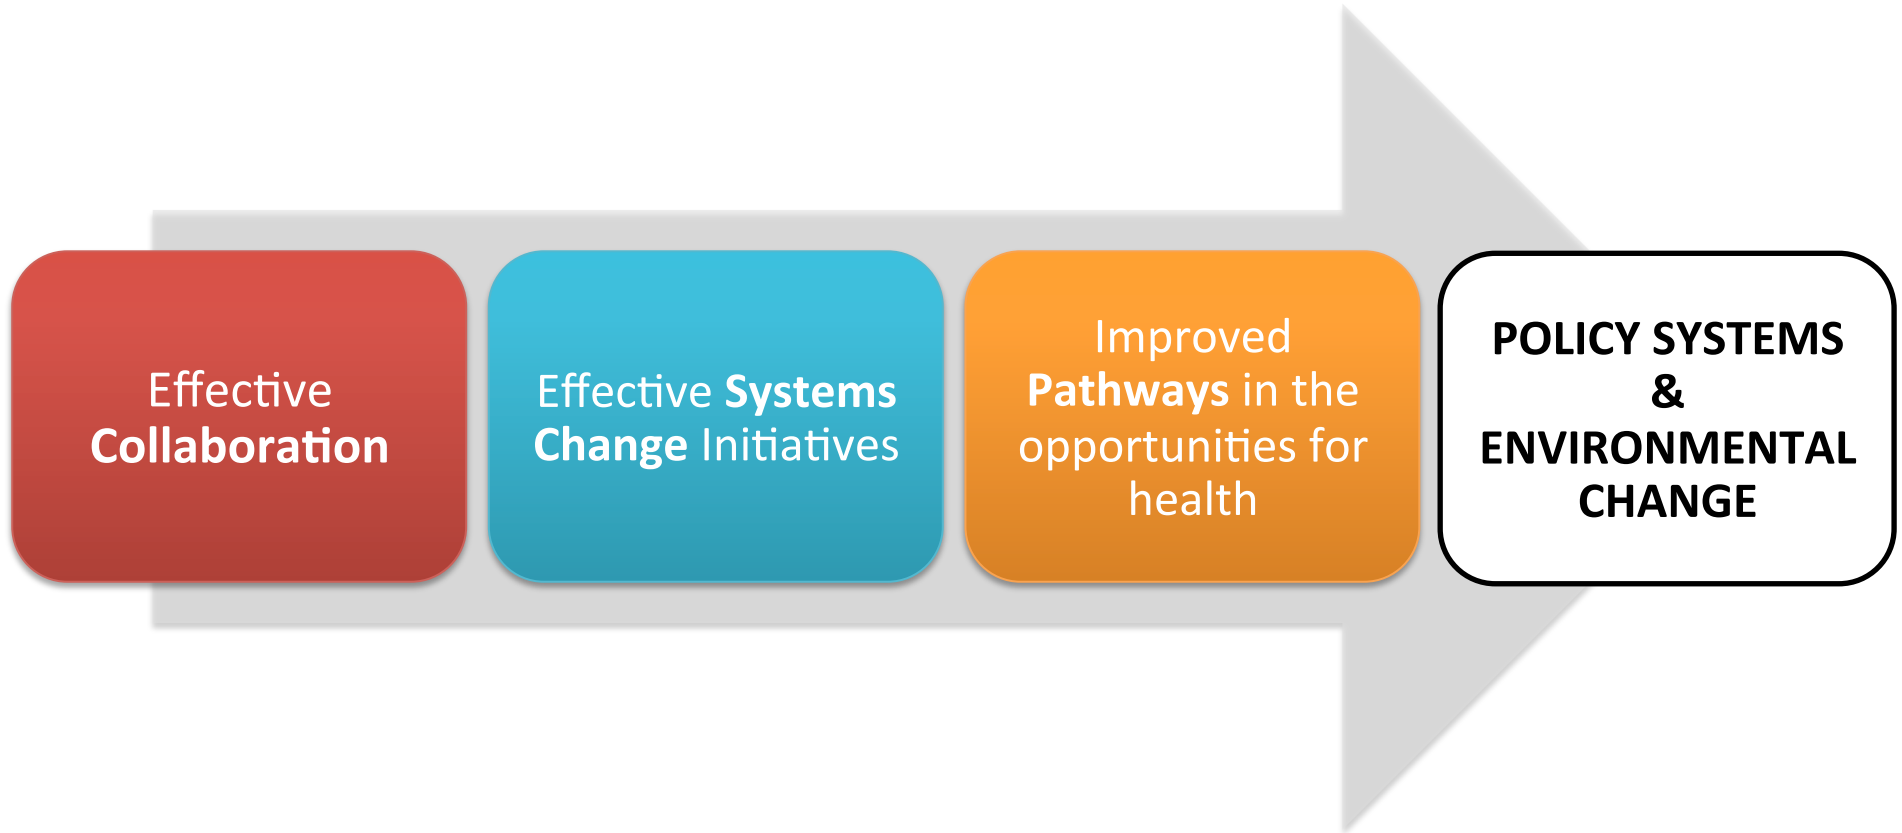 Effective
Collaboration
Effective Systems
Change Initiatives
Improved
Pathways in the
opportunities for
health
POLICY SYSTEMS
&
ENVIRONMENTAL
CHANGE